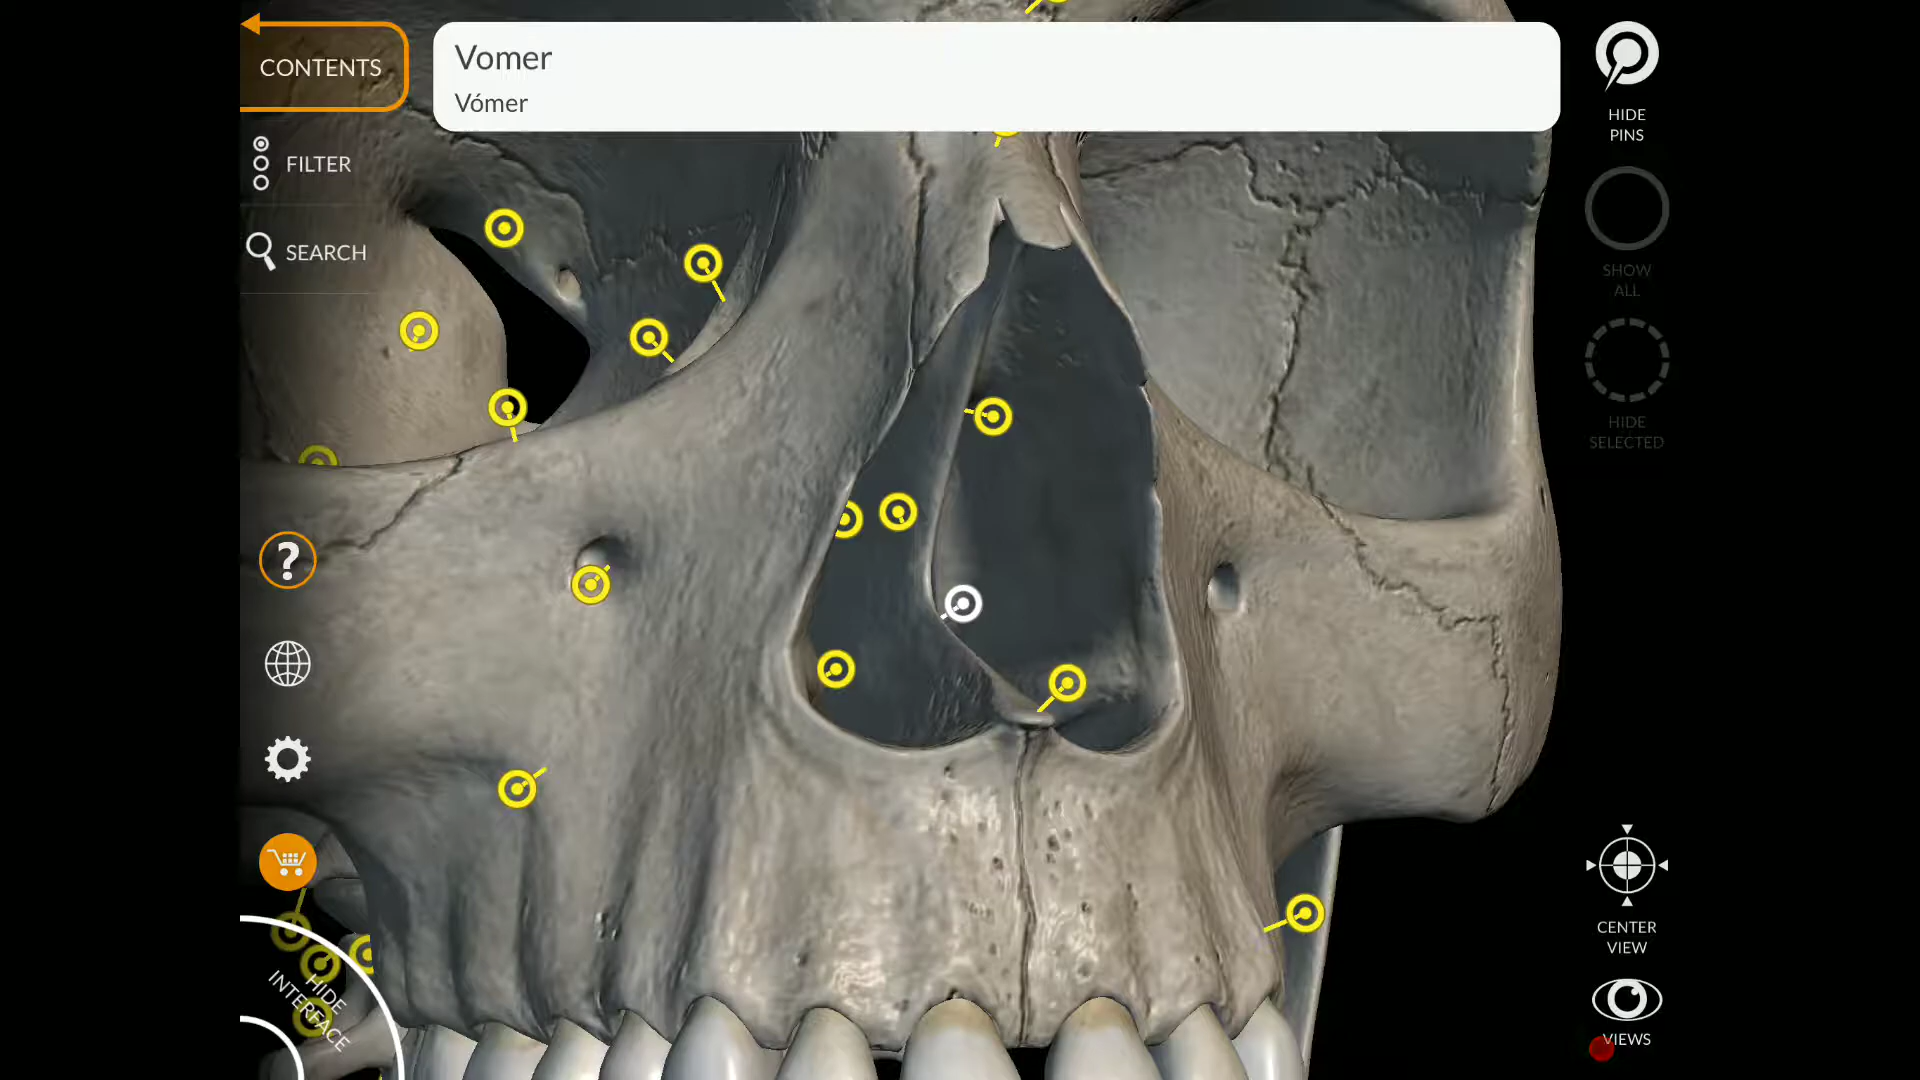 CONTENTS
Vomer
Vómer
FILTER
SEARCH
HIDE
PINS
SHOW
ALL
HIDE
SELECTED
CENTER
VIEW
VIEWS
HIDE
INTERFACE